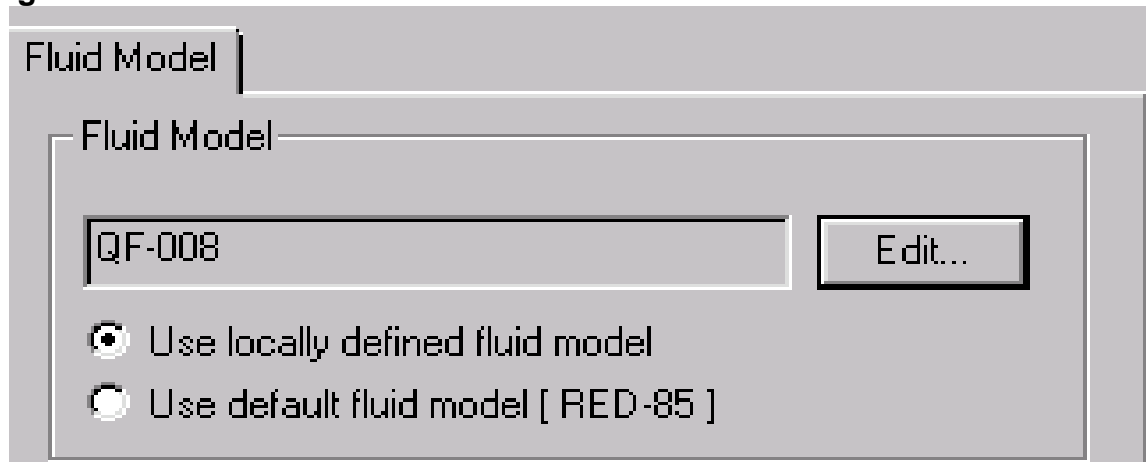 Fluid Model
Fluid Model
QF-008
Edit...
Use locally defined fluid model
Use default fluid model [ RED-85 ]